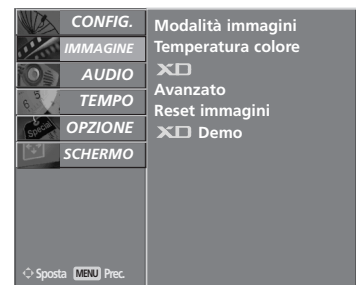 CONFIG.
IMMAGINE
AUDIO
TEMPO
OPZIONE
Special
SCHERMO
Sposta MENU Prec.
Modalità immagini
Temperatura colore
XD
Avanzato
Reset immagini
XD Demo